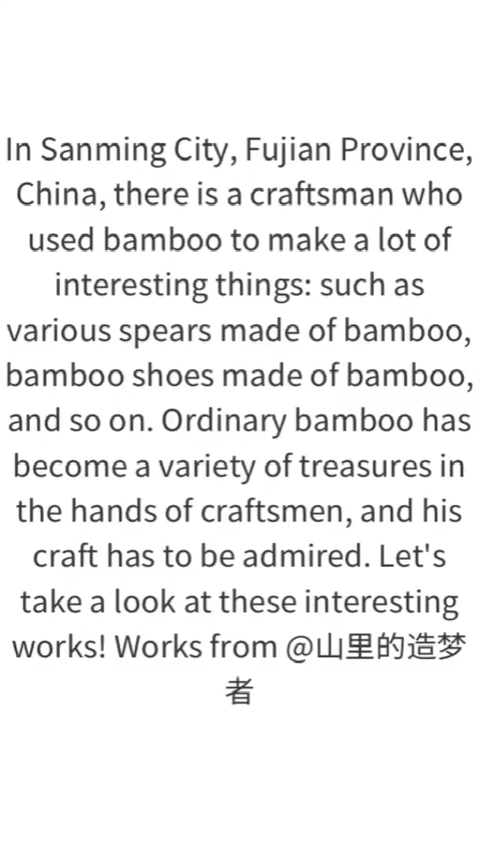 In Sanming City, Fujian Province,
China, there is a craftsman who
used bamboo to make a lot of
interesting things: such as
various spears made of bamboo,
bamboo shoes made of bamboo,
and so on. Ordinary bamboo has
become a variety of treasures in
the hands of craftsmen, and his
craft has to be admired. Let's
take a look at these interesting
works! Works from @山里的造梦
者